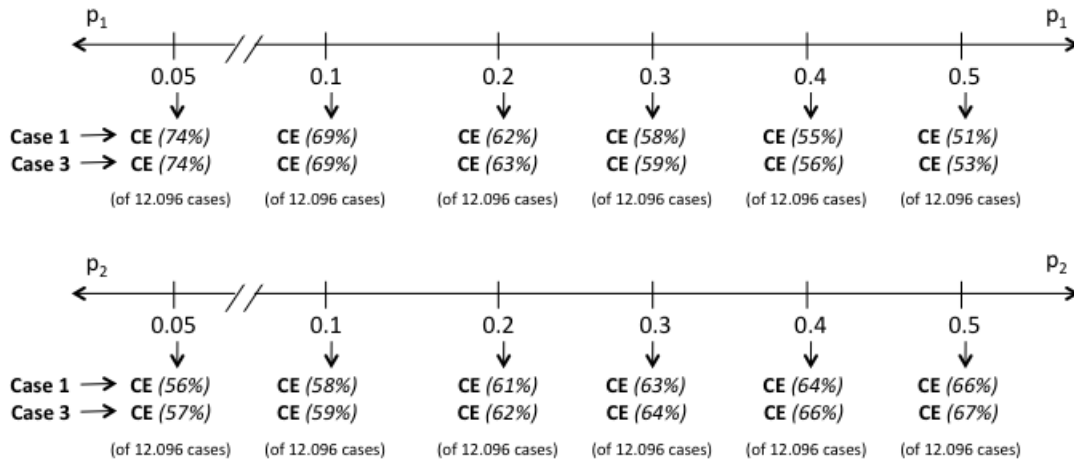 p1 p1
0.05 0.1 0.2 0.3 0.4 0.5
Case 1 CE (74%) CE (69%) CE (62%) CE (58%) CE (55%) CE (51%)
Case 3 CE (74%) CE (69%) CE (63%) CE (59%) CE (56%) CE (53%)
(of 12.096 cases) (of 12.096 cases) (of 12.096 cases) (of 12.096 cases) (of 12.096 cases) (of 12.096 cases)
p2 p2
0.05 0.1 0.2 0.3 0.4 0.5
Case 1 CE (56%) CE (58%) CE (61%) CE (63%) CE (64%) CE (66%)
Case 3 CE (57%) CE (59%) CE (62%) CE (64%) CE (66%) CE (67%)
(of 12.096 cases) (of 12.096 cases) (of 12.096 cases) (of 12.096 cases) (of 12.096 cases) (of 12.096 cases)